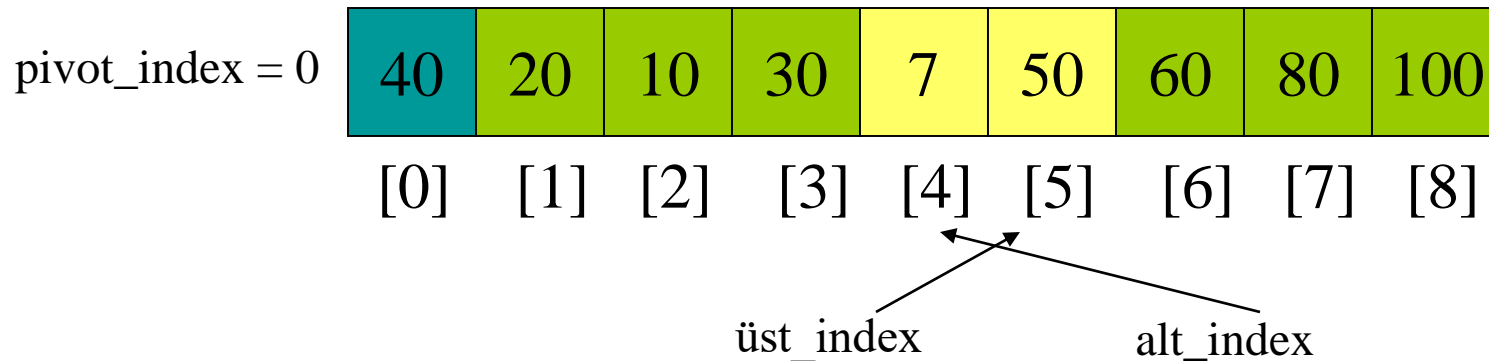 pivot_index = 0 40 20 10 30 7 50 60 80 100
[0] [1] [2] [3] [4] [5] [6] [7] [8]
üst_index alt_index